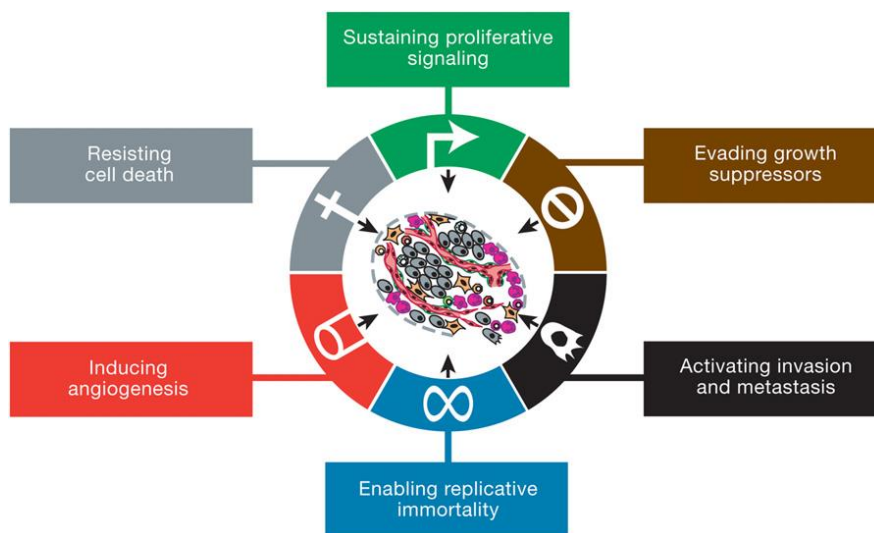 Sustaining proliferative
signaling
Resisting
cell death
Evading growth
suppressors
Inducing
angiogenesis
Activating invasion
and metastasis
Enabling replicative
immortality